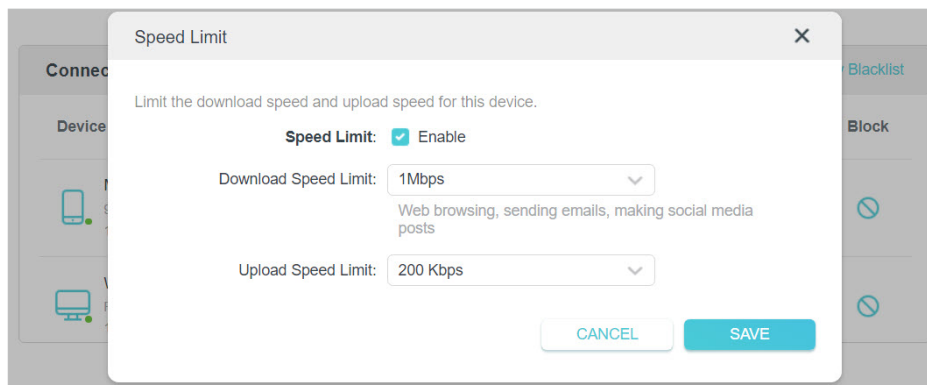 Speed Limit
Connec
Blacklist
Limit the download speed and upload speed for this device.
Device
Speed Limit: Enable
Block
Download Speed Limit: 1Mbps
Web browsing, sending emails, making social media
posts
Upload Speed Limit: 200 Kbps
CANCEL
SAVE